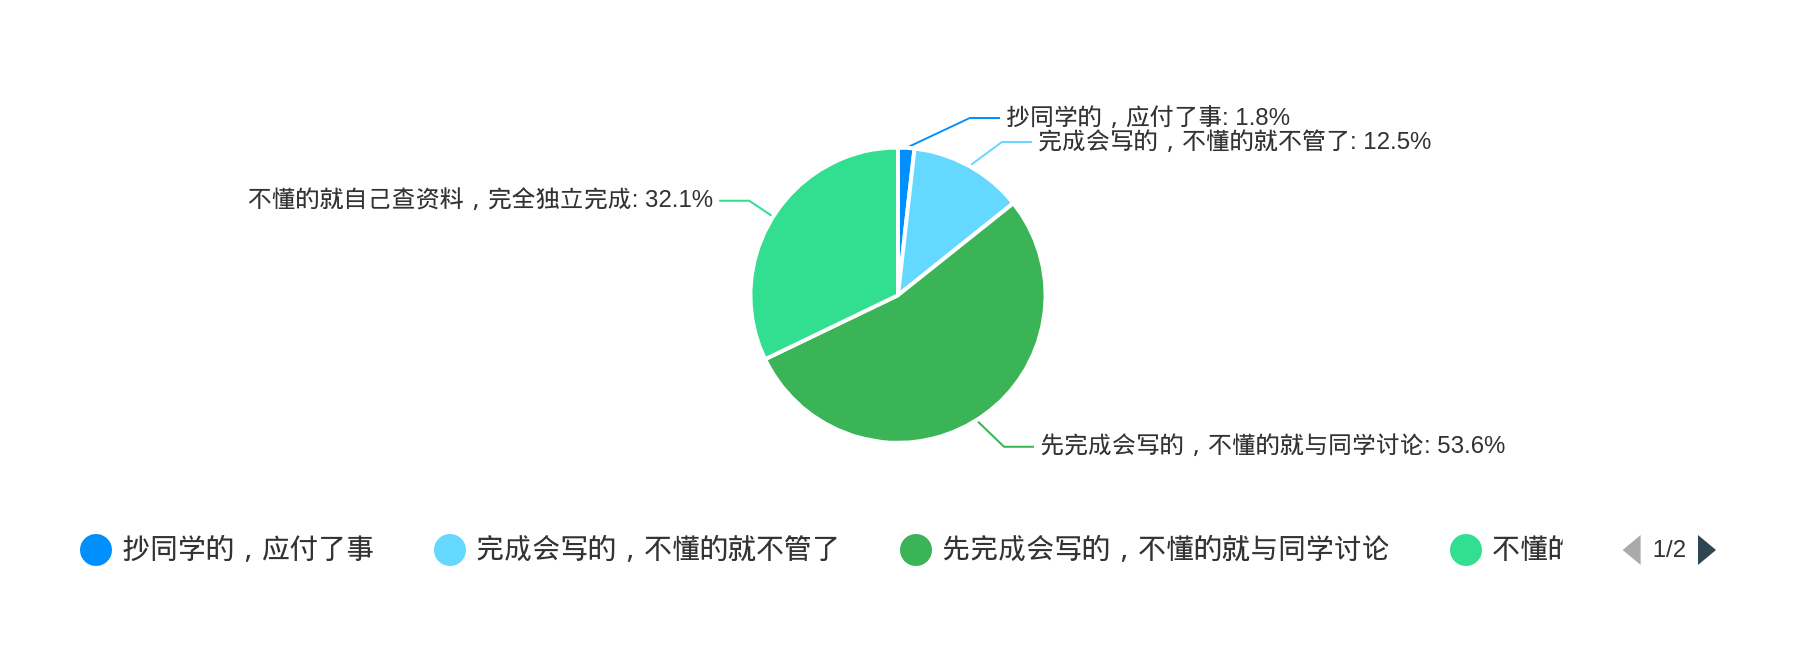 抄同学的，应付了事: 1.8%
完成会写的，不懂的就不管了: 12.5%
不懂的就自己查资料，完全独立完成: 32.1%
先完成会写的，不懂的就与同学讨论: 53.6%
抄同学的，应付了事
完成会写的，不懂的就不管了
先完成会写的，不懂的就与同学讨论
不懂
1/2